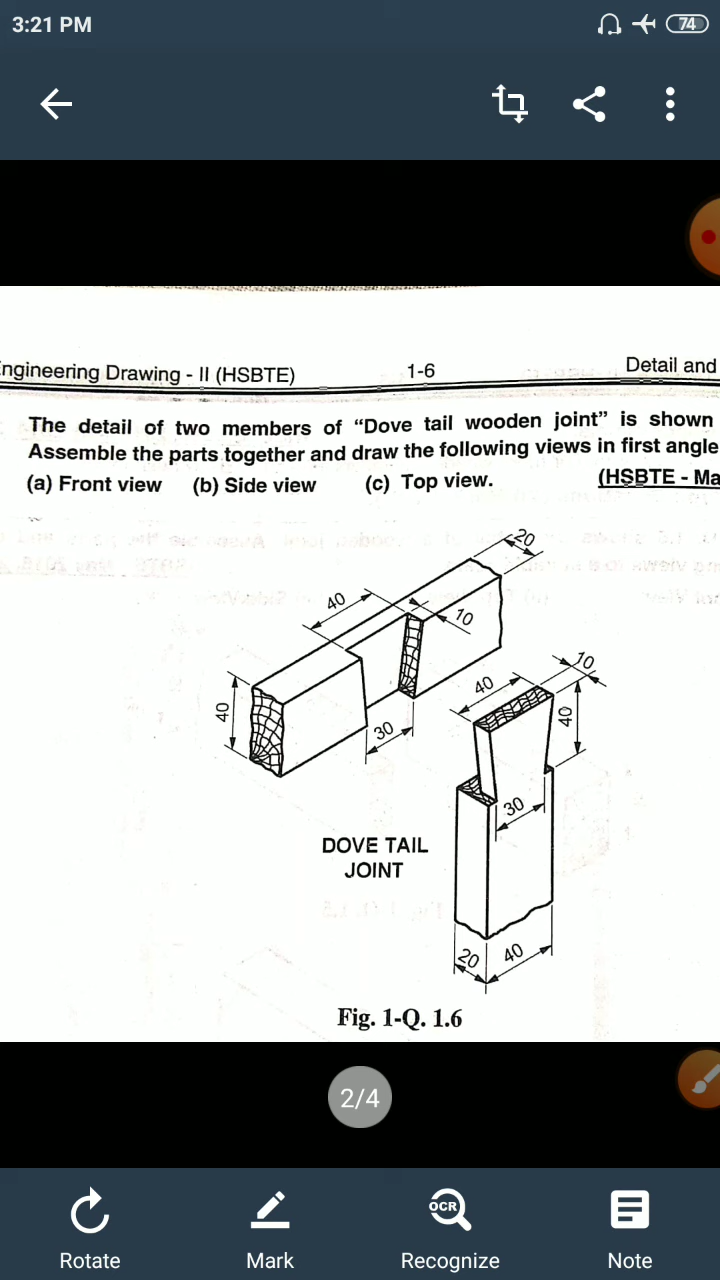 3:21 PM
74
ngineering Drawing - II (HSBTE) 1-6 Detail and
The detail of two members of “Dove tail wooden joint” is shown
Assemble the parts together and draw the following views in first angle
(a) Front view (b) Side view (c) Top view. (HSBTE - Ma
20
40
10
40
30
10
40
40
30
DOVE TAIL
JOINT
20
40
Fig. 1-Q. 1.6
2/4
OCR
Rotate Mark Recognize Note